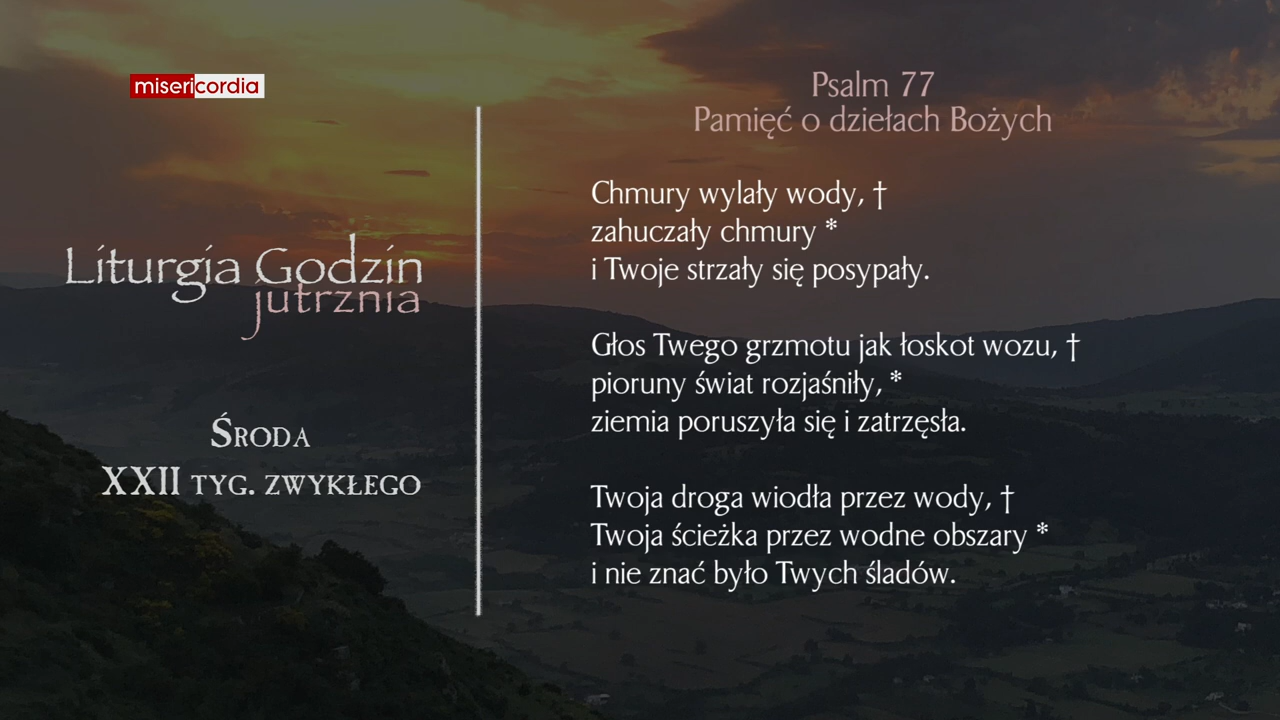 misericordia
Liturgia Godzin
jutrznia
Środa
XXII tyg. zwykłego
Psalm 77
Pamięć o dziełach Bożych
Chmury wylały wody, †
zahuczały chmury *
i Twoje strzały się posypały.
Głos Twego grzmotu jak łoskot wozu, †
pioruny świat rozjaśniły, *
ziemia poruszyła się i zatrzęsła.
Twoja droga wiodła przez wody, †
Twoja ścieżka przez wodne obszary *
i nie znać było Twych śladów.